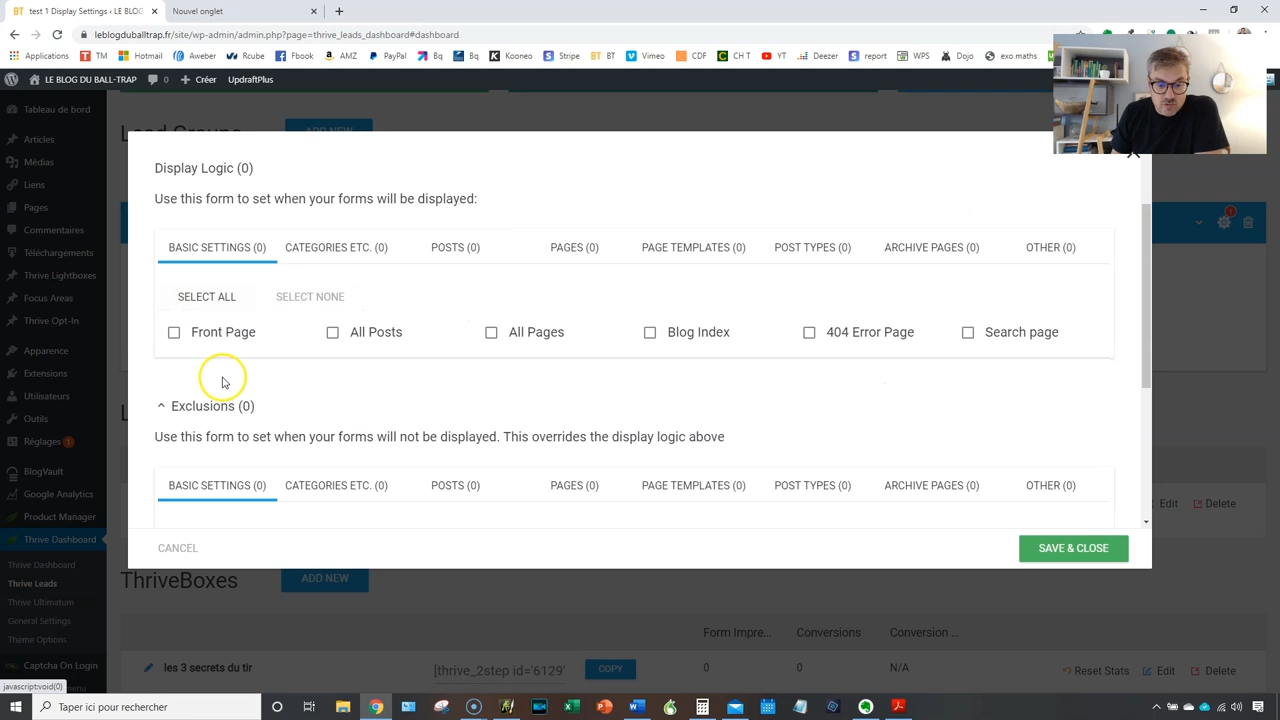 Ball-Trap Club ‹ LE BLOG
Nouvel onglet
leblogduballtrap.fr/site/wp-admin/admin.php?page=thrive_leads_dashboard#dashboard
Applications TM Hotmail Aweber Rcube Fbook AMZ Kooneo Stripe BT Vimeo CDF CH T YT Deezer report WPS Dojo exo maths
LE BLOG DU BALL-TRAP 0 Créer UpdraftPlus
Tableau de bord
Articles
Médias
Liens
Pages
Commentaires
Téléchargements
Thrive Lightboxes
Focus Areas
Thrive Opt-In
Apparence
Extensions
Utilisateurs
Outils
Réglages 1
BlogVault
Google Analytics
Product Manager
Thrive Dashboard
Thrive Dashboard
Thrive Leads
Thrive Ultimatum
General Settings
Theme Options
Captcha On Login
Lead Groups ADD NEW
1
Display Logic (0)
Use this form to set when your forms will be displayed:
BASIC SETTINGS (0) CATEGORIES ETC. (0) POSTS (0) PAGES (0) PAGE TEMPLATES (0) POST TYPES (0) ARCHIVE PAGES (0) OTHER (0)
SELECT ALL SELECT NONE
Front Page All Posts All Pages Blog Index 404 Error Page Search page
Exclusions (0)
Use this form to set when your forms will not be displayed. This overrides the display logic above
BASIC SETTINGS (0) CATEGORIES ETC. (0) POSTS (0) PAGES (0) PAGE TEMPLATES (0) POST TYPES (0) ARCHIVE PAGES (0) OTHER (0)
Edit Delete
CANCEL SAVE & CLOSE
ThriveBoxes ADD NEW
Form Impre... Conversions Conversion ...
les 3 secrets du tir [thrive_2step id='6129' COPY 0 0 N/A Reset Stats Edit Delete
javascript:void(0)
Taper ici pour rechercher